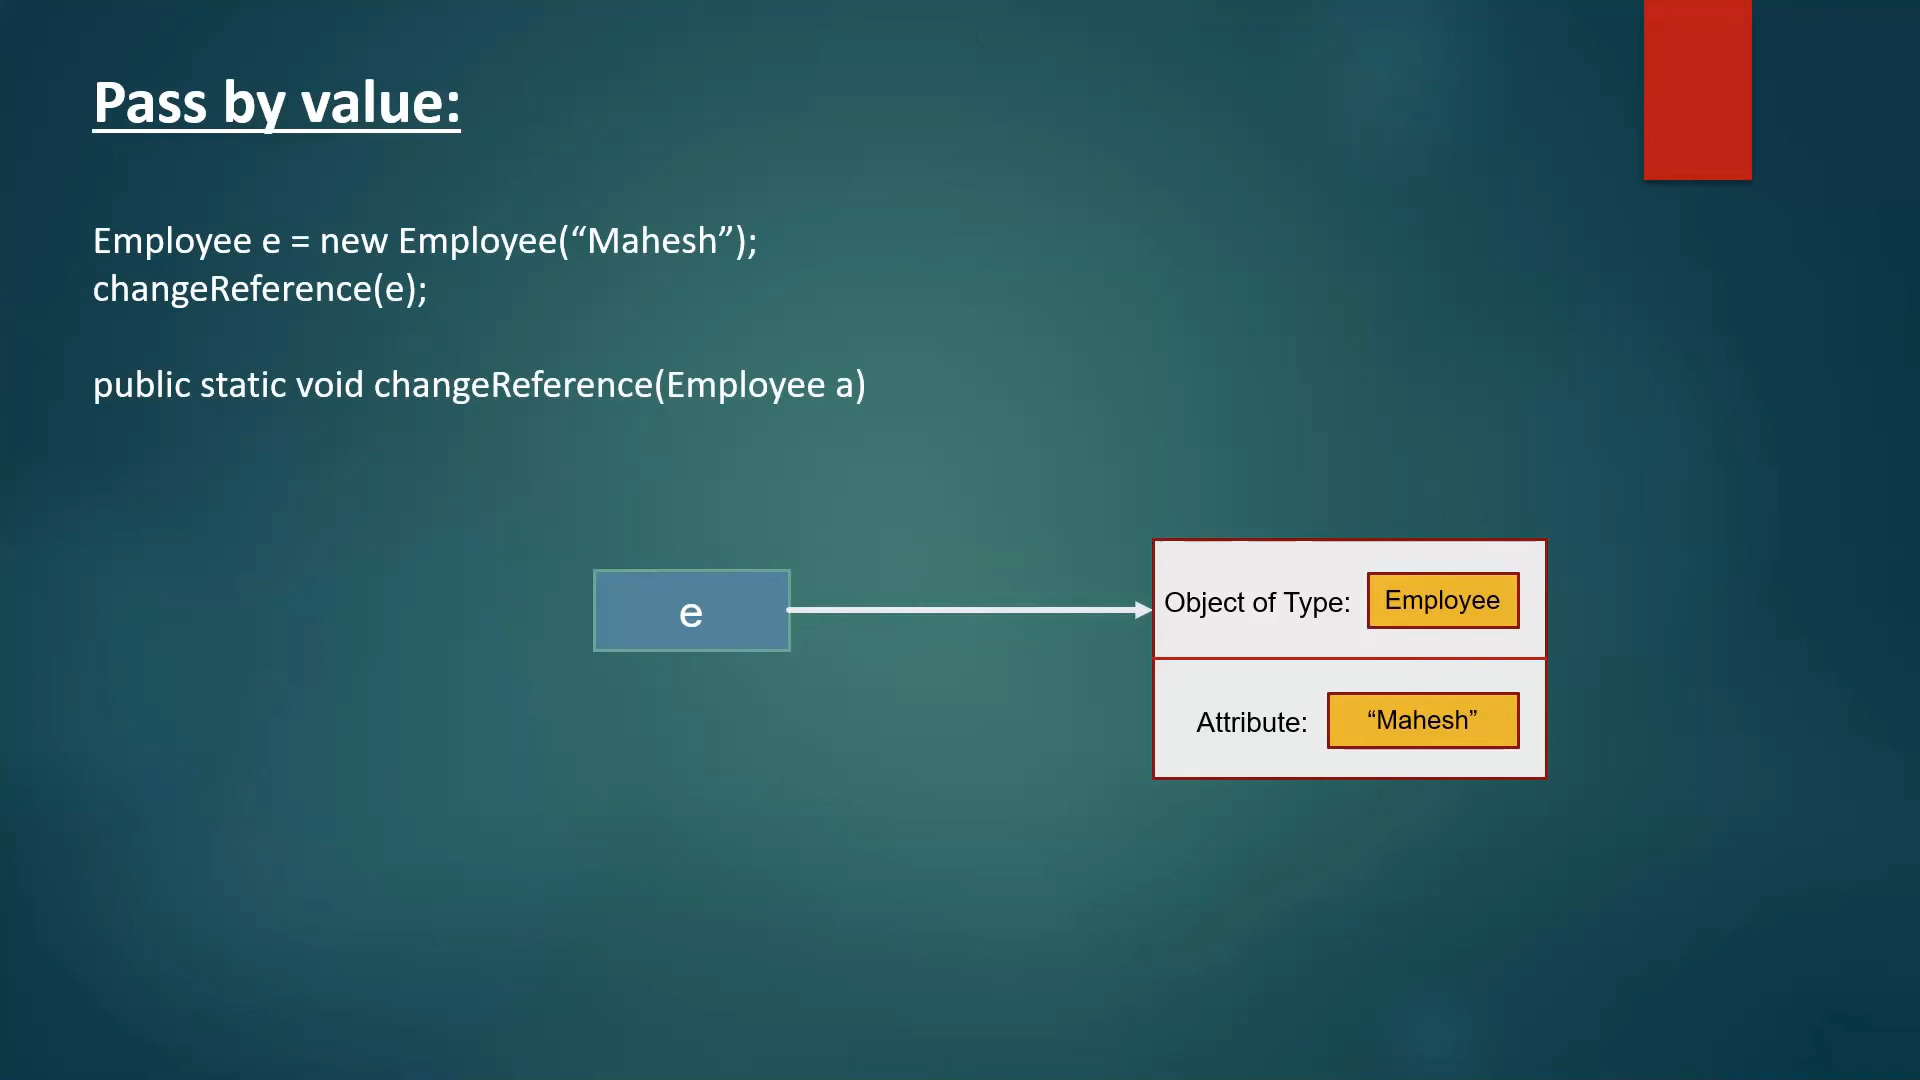 Pass by value:
Employee e = new Employee(“Mahesh”);
changeReference(e);
public static void changeReference(Employee a)
e
Object of Type: Employee
Attribute: “Mahesh”